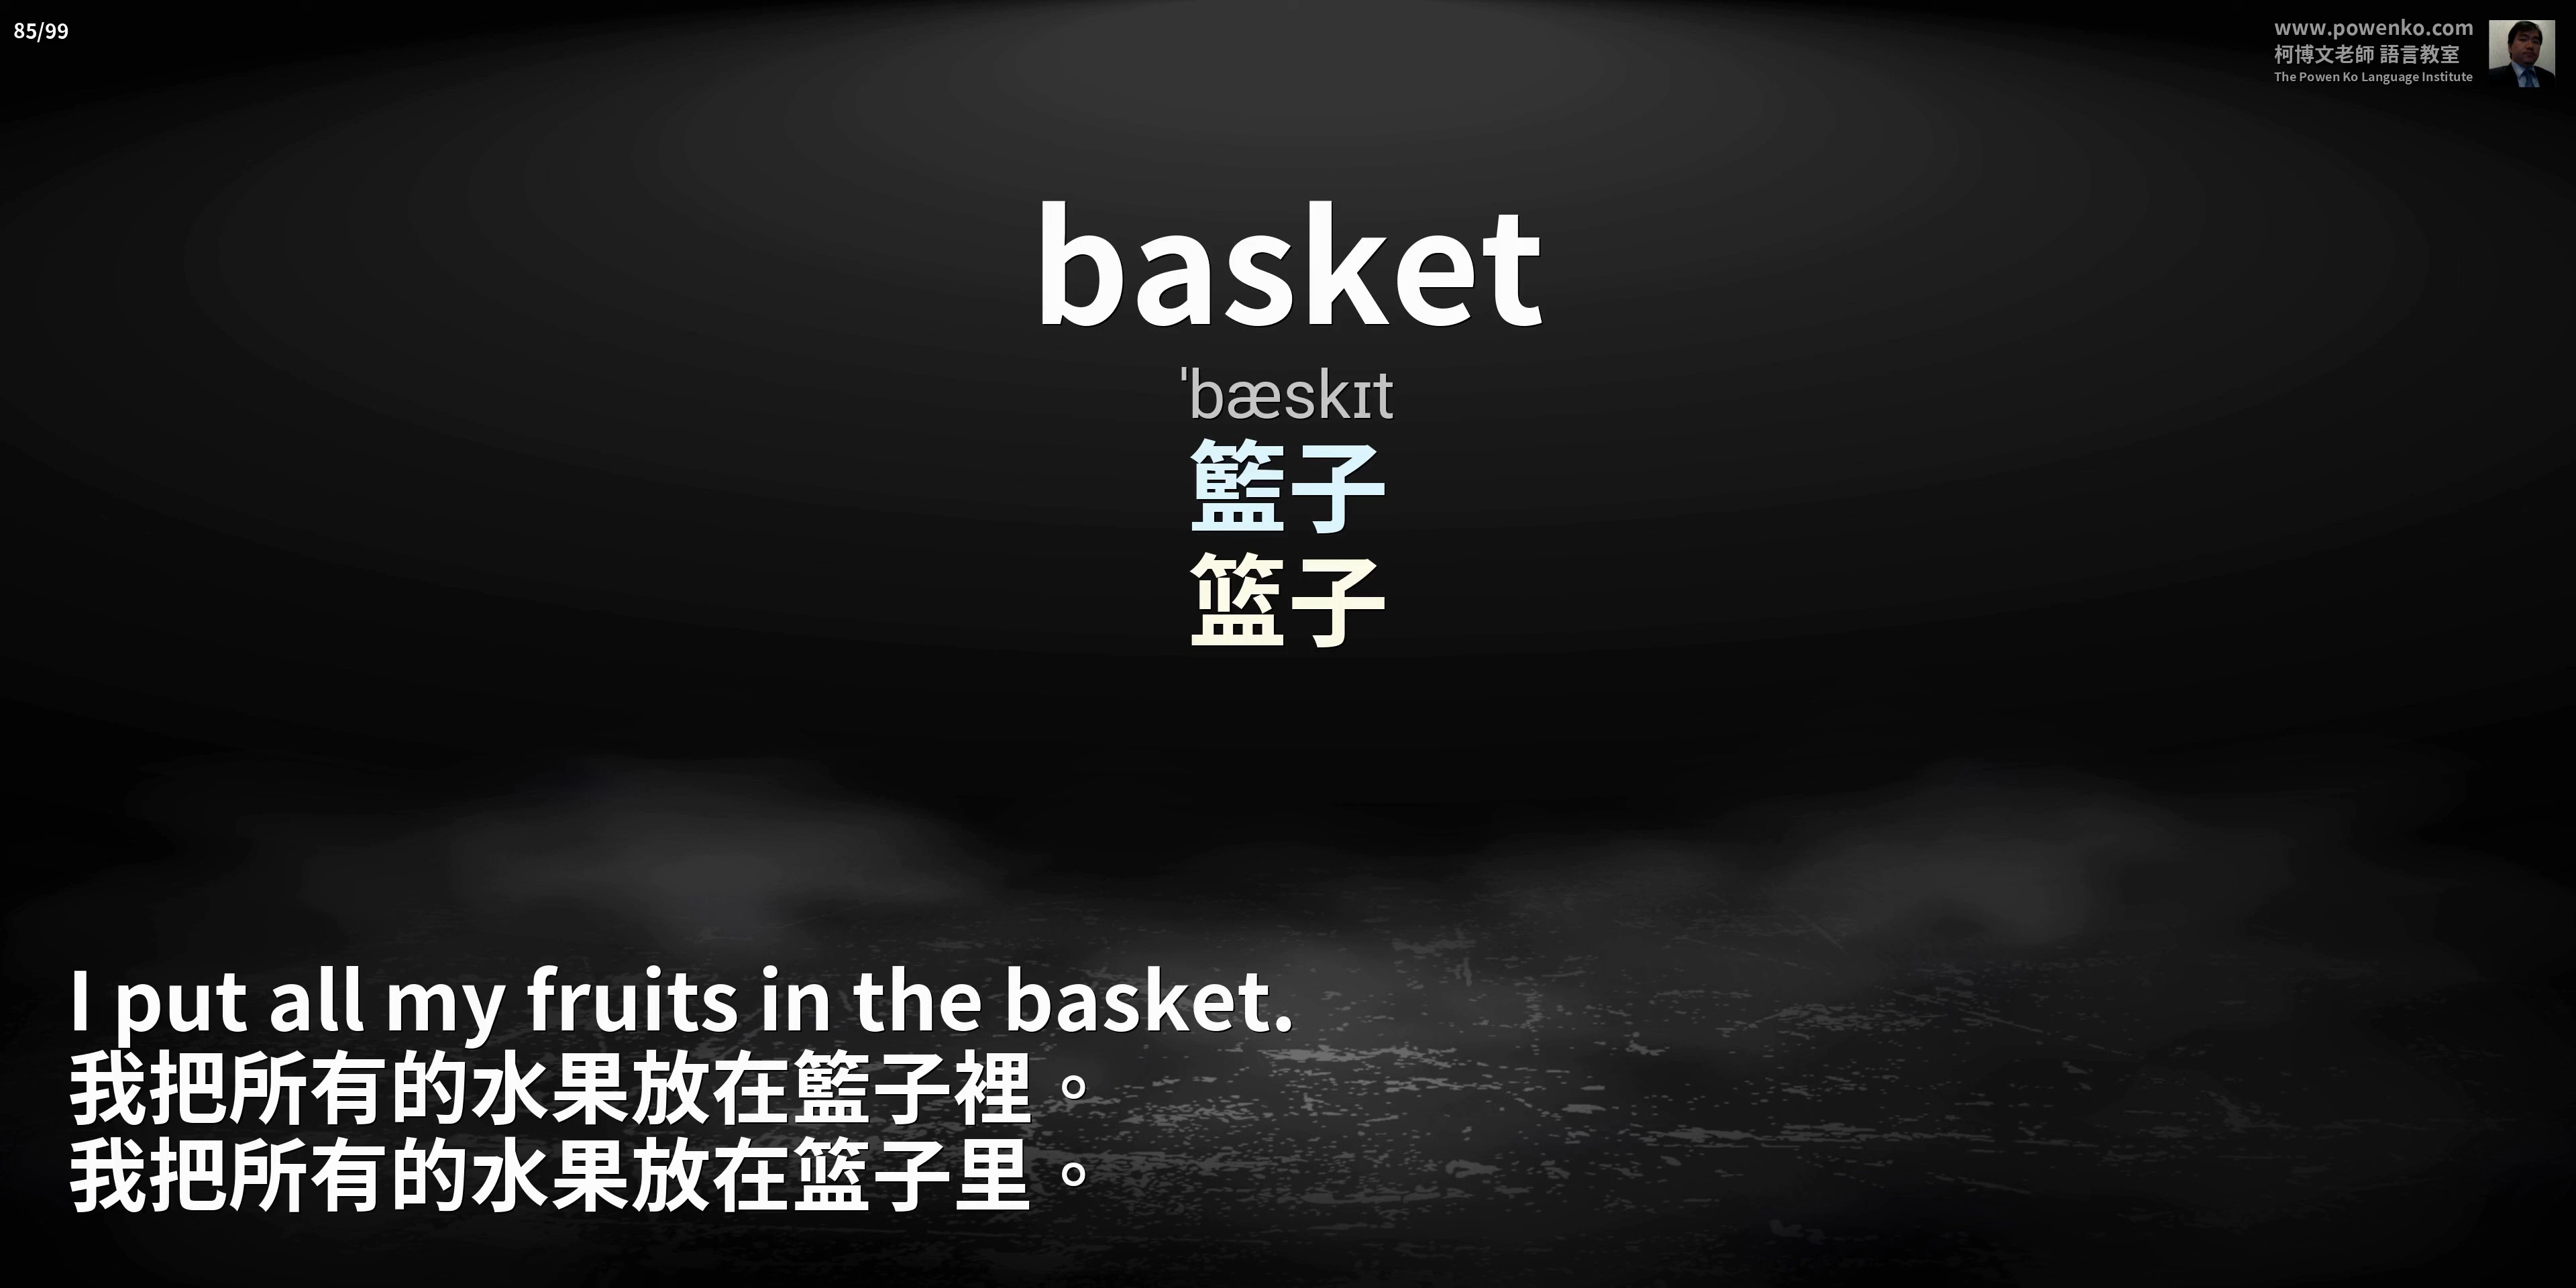 85/99
www.powenko.com
柯博文老師 語言教室
The Powen Ko Language Institute
basket
ˈbæskɪt
籃子
篮子
I put all my fruits in the basket.
我把所有的水果放在籃子裡。
我把所有的水果放在篮子里。